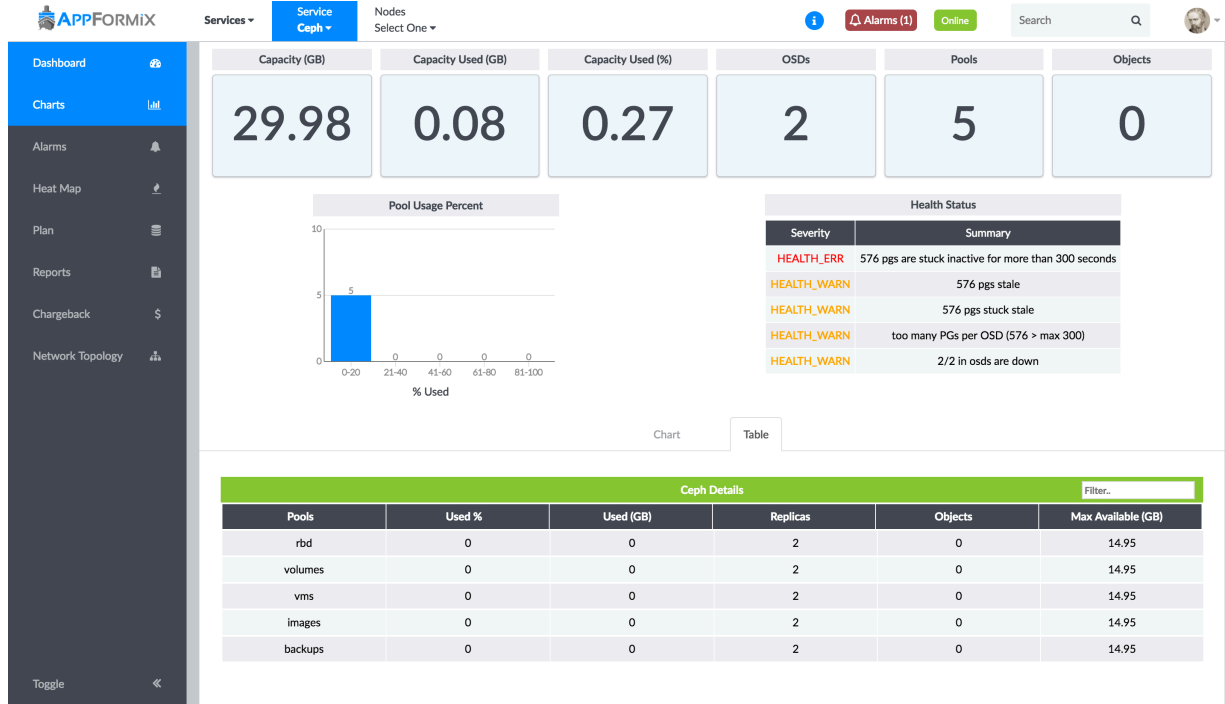 APPFORMiX
Services
Service
Ceph
Nodes
Select One
Alarms (1)
Online
Search
Dashboard
Charts
Alarms
Heat Map
Plan
Reports
Chargeback
Network Topology
Toggle
Capacity (GB) Capacity Used (GB) Capacity Used (%) OSDs Pools Objects
29.98 0.08 0.27 2 5 0
Pool Usage Percent
10
5
0
5 0 0 0 0
0-20 21-40 41-60 61-80 81-100
% Used
Health Status
Severity Summary
HEALTH_ERR 576 pgs are stuck inactive for more than 300 seconds
HEALTH_WARN 576 pgs stale
HEALTH_WARN 576 pgs stuck stale
HEALTH_WARN too many PGs per OSD (576 > max 300)
HEALTH_WARN 2/2 in osds are down
Chart Table
Ceph Details Filter..
Pools Used % Used (GB) Replicas Objects Max Available (GB)
rbd 0 0 2 0 14.95
volumes 0 0 2 0 14.95
vms 0 0 2 0 14.95
images 0 0 2 0 14.95
backups 0 0 2 0 14.95